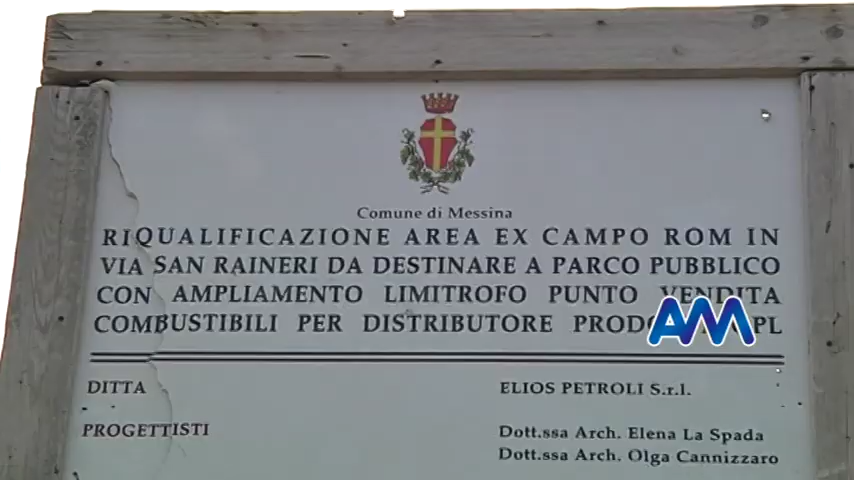 Comune di Messina
RIQUALIFICAZIONE AREA EX CAMPO ROM IN
VIA SAN RAINERI DA DESTINARE A PARCO PUBBLICO
CON AMPLIAMENTO LIMITROFO PUNTO VENDITA
COMBUSTIBILI PER DISTRIBUTORE GPL
AM
DITTA ELIOS PETROLI S.r.l.
PROGETTISTI Dott.ssa Arch. Elena La Spada
Dott.ssa Arch. Olga Cannizzaro